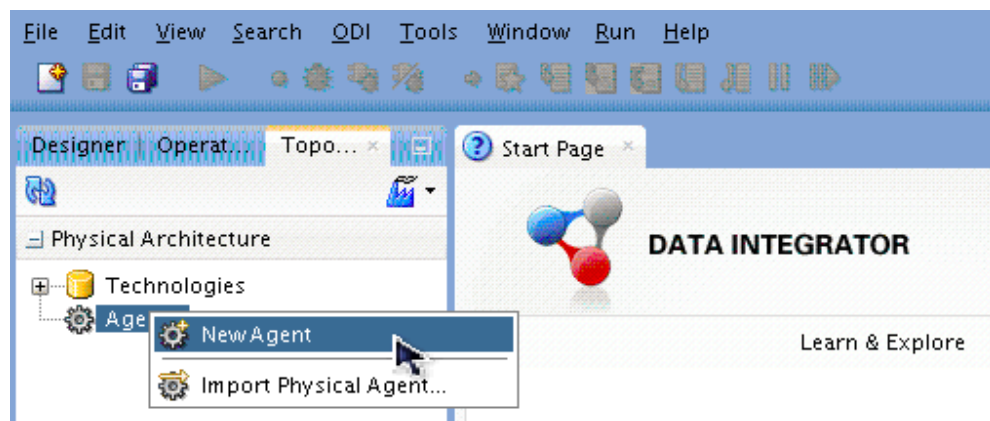 File Edit View Search ODI Tools Window Run Help
Designer Operat... Topo...
Start Page
Physical Architecture
DATA INTEGRATOR
Technologies
Age
New Agent
Learn & Explore
Import Physical Agent...